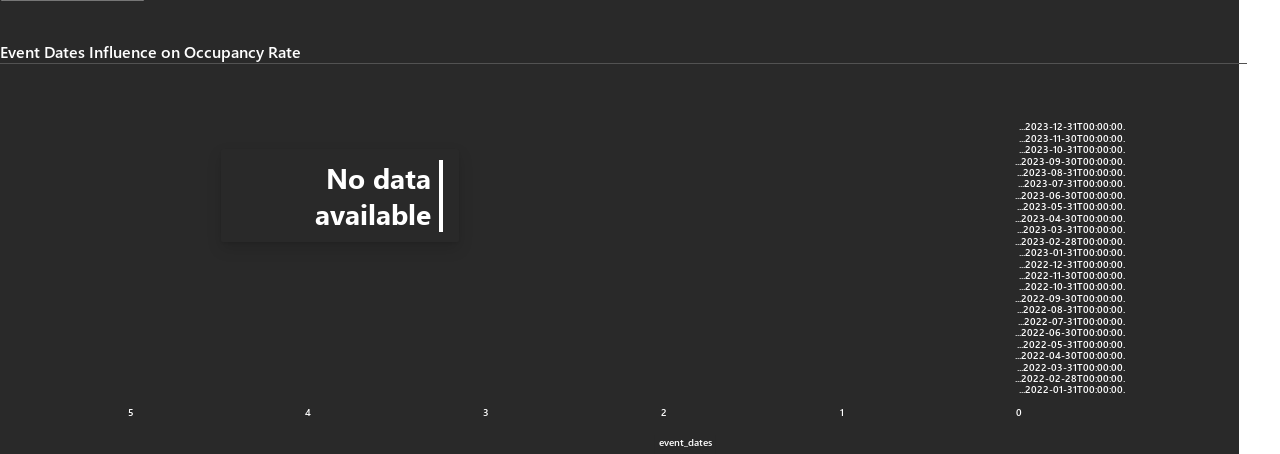 Event Dates Influence on Occupancy Rate
No data
available
...2023-12-31T00:00:00.
...2023-11-30T00:00:00.
...2023-10-31T00:00:00.
...2023-09-30T00:00:00.
...2023-08-31T00:00:00.
...2023-07-31T00:00:00.
...2023-06-30T00:00:00.
...2023-05-31T00:00:00.
...2023-04-30T00:00:00.
...2023-03-31T00:00:00.
...2023-02-28T00:00:00.
...2023-01-31T00:00:00.
...2022-12-31T00:00:00.
...2022-11-30T00:00:00.
...2022-10-31T00:00:00.
...2022-09-30T00:00:00.
...2022-08-31T00:00:00.
...2022-07-31T00:00:00.
...2022-06-30T00:00:00.
...2022-05-31T00:00:00.
...2022-04-30T00:00:00.
...2022-03-31T00:00:00.
...2022-02-28T00:00:00.
...2022-01-31T00:00:00.
5 4 3 2 1 0
event_dates